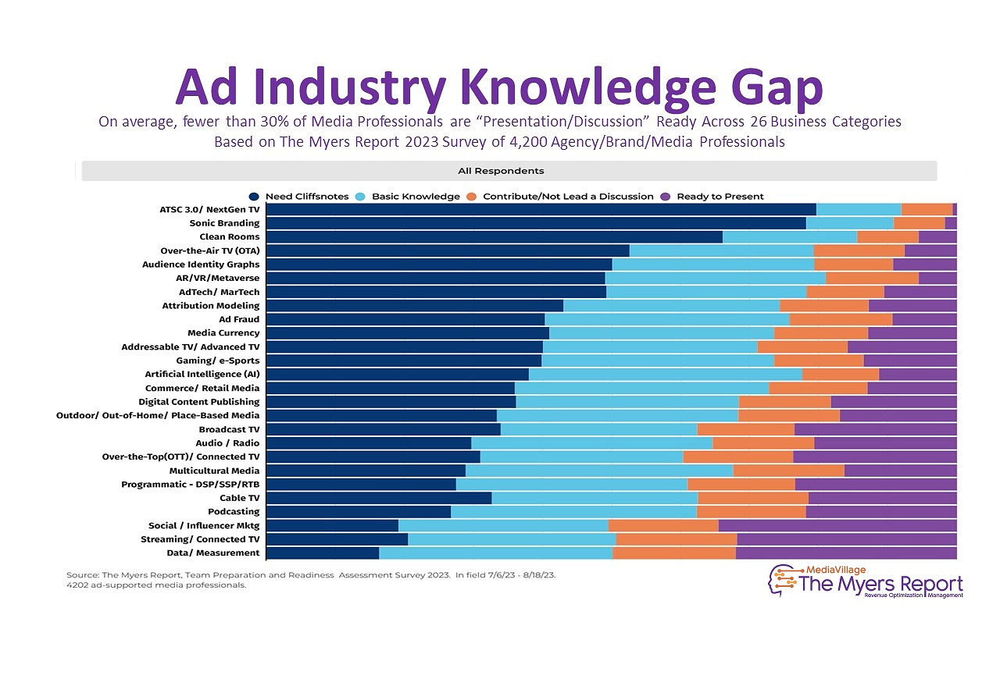 Ad Industry Knowledge Gap
On average, fewer than 30% of Media Professionals are “Presentation/Discussion” Ready Across 26 Business Categories
Based on The Myers Report 2023 Survey of 4,200 Agency/Brand/Media Professionals
All Respondents
Need Cliffsnotes Basic Knowledge Contribute/Not Lead a Discussion Ready to Present
ATSC 3.0/ NextGen TV
Sonic Branding
Clean Rooms
Over-the-Air TV (OTA)
Audience Identity Graphs
AR/VR/Metaverse
AdTech/ MarTech
Attribution Modeling
Ad Fraud
Media Currency
Addressable TV/ Advanced TV
Gaming/ e-Sports
Artificial Intelligence (AI)
Commerce/ Retail Media
Digital Content Publishing
Outdoor/ Out-of-Home/ Place-Based Media
Broadcast TV
Audio / Radio
Over-the-Top(OTT)/ Connected TV
Multicultural Media
Programmatic - DSP/SSP/RTB
Cable TV
Podcasting
Social / Influencer Mktg
Streaming/ Connected TV
Data/ Measurement
Source: The Myers Report, Team Preparation and Readiness Assessment Survey 2023. In field 7/6/23 - 8/18/23.
4202 ad-supported media professionals.
MediaVillage
The Myers Report
Revenue Optimization Management